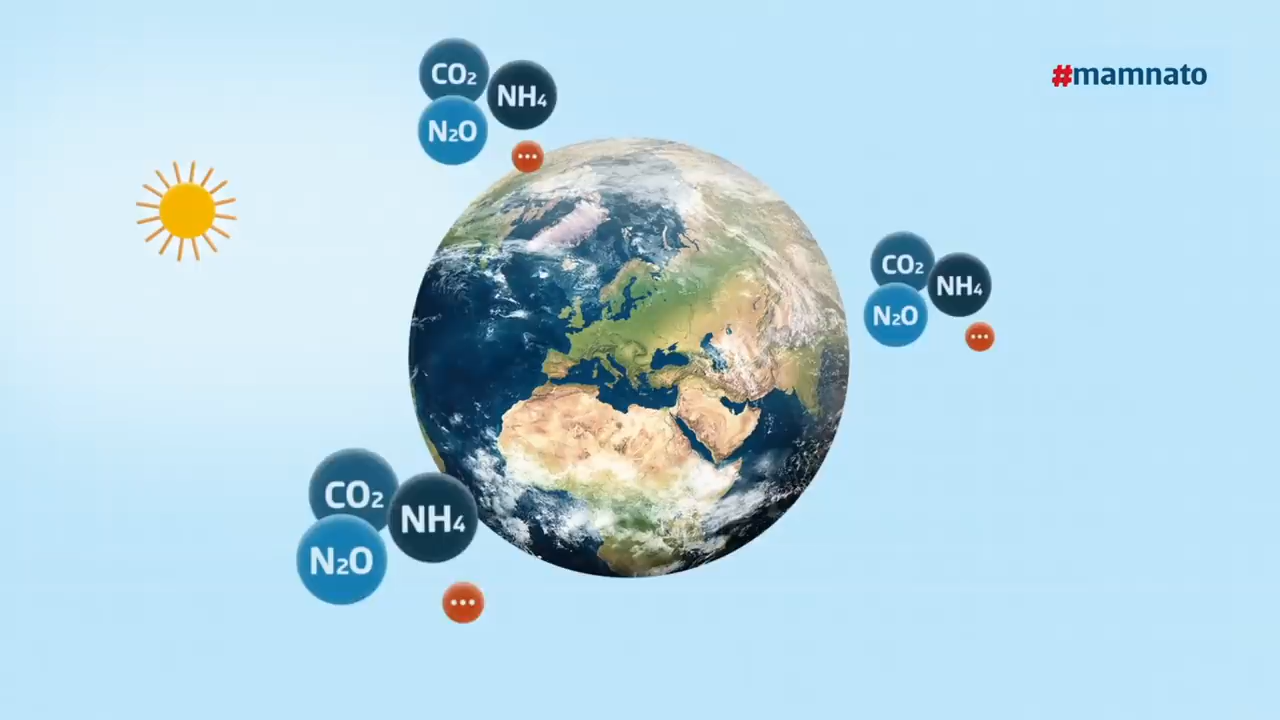 CO₂
NH₄
N₂O
...
#mamnato
CO₂
NH₄
N₂O
...
CO₂
NH₄
N₂O
...